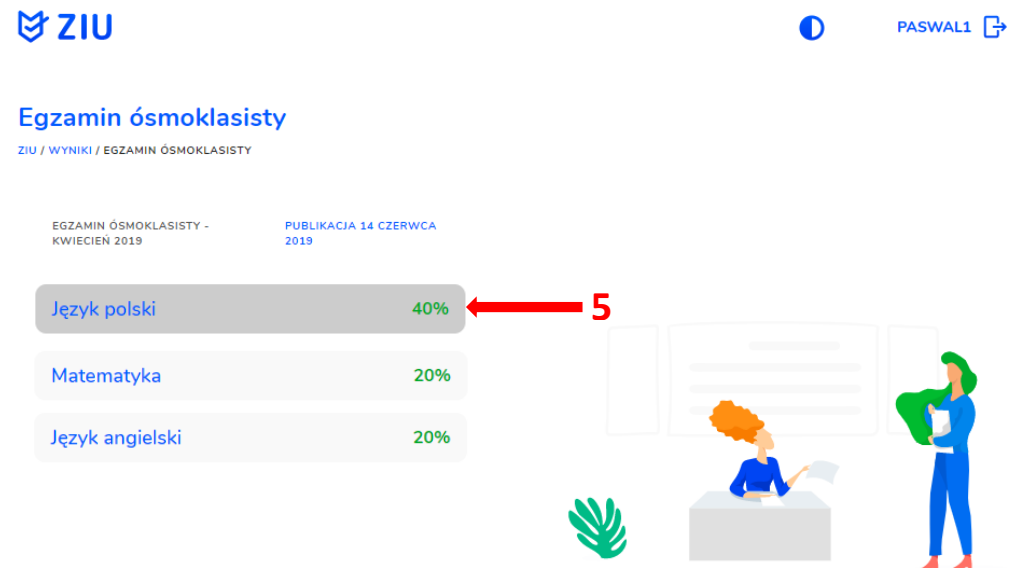 ZIU
PASWAL1
Egzamin ósmoklasisty
ZIU / WYNIKI / EGZAMIN ÓSMOKLASISTY
EGZAMIN ÓSMOKLASISTY -
KWIECIEŃ 2019
PUBLIKACJA 14 CZERWCA
2019
Język polski 40%
5
Matematyka 20%
Język angielski 20%